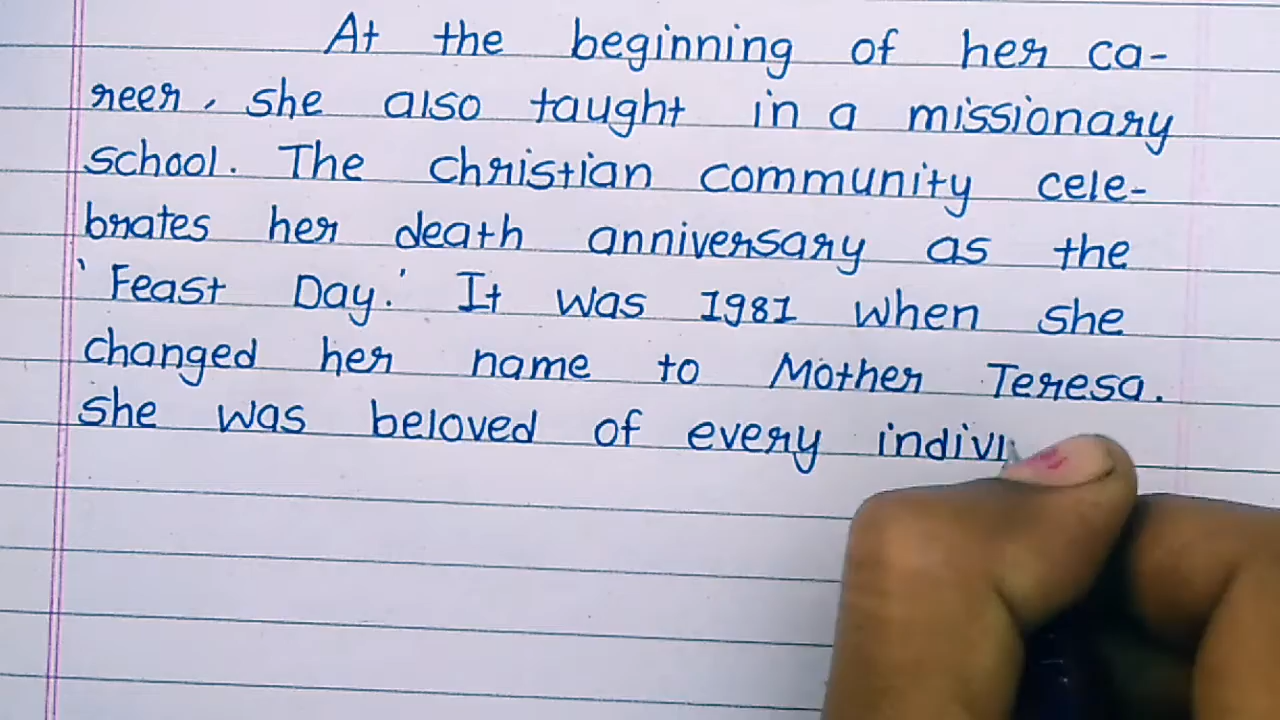 At the beginning of her ca-
reer, she also taught in a missionary
school. The Christian community cele-
brates her death anniversary as the
'Feast Day.' It was 1981 when she
changed her name to Mother Teresa.
she was beloved of every indivi